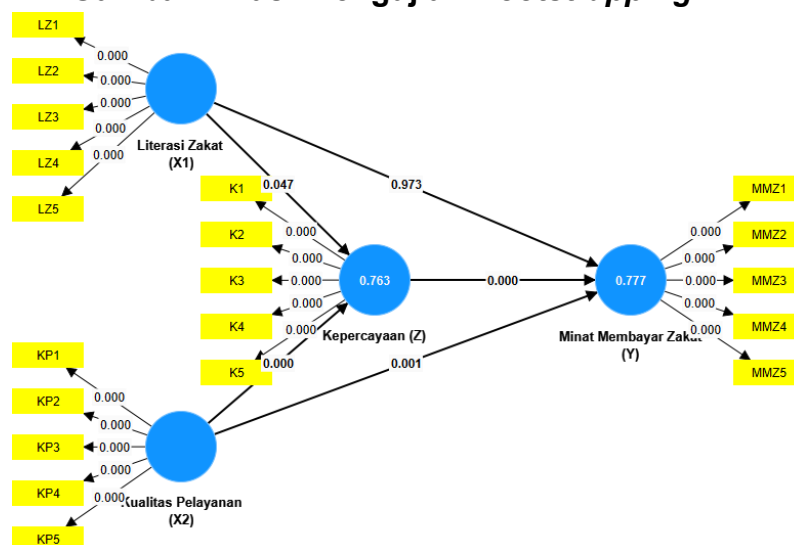 LZ1
0.000
LZ2
0.000
LZ3
0.000
0.000
LZ4
0.000
LZ5
Literasi Zakat
(X1)
0.047
0.973
K1
0.000
K2
0.000
K3
0.000
K4
0.000
K5
0.000
0.763
Kepercayaan (Z)
0.000
0.000
0.001
MMZ1
0.000
MMZ2
0.000
MMZ3
0.000
MMZ4
0.000
MMZ5
0.000
0.777
Minat Membayar Zakat
(Y)
KP1
0.000
KP2
0.000
KP3
0.000
KP4
0.000
KP5
0.000
Kualitas Pelayanan
(X2)